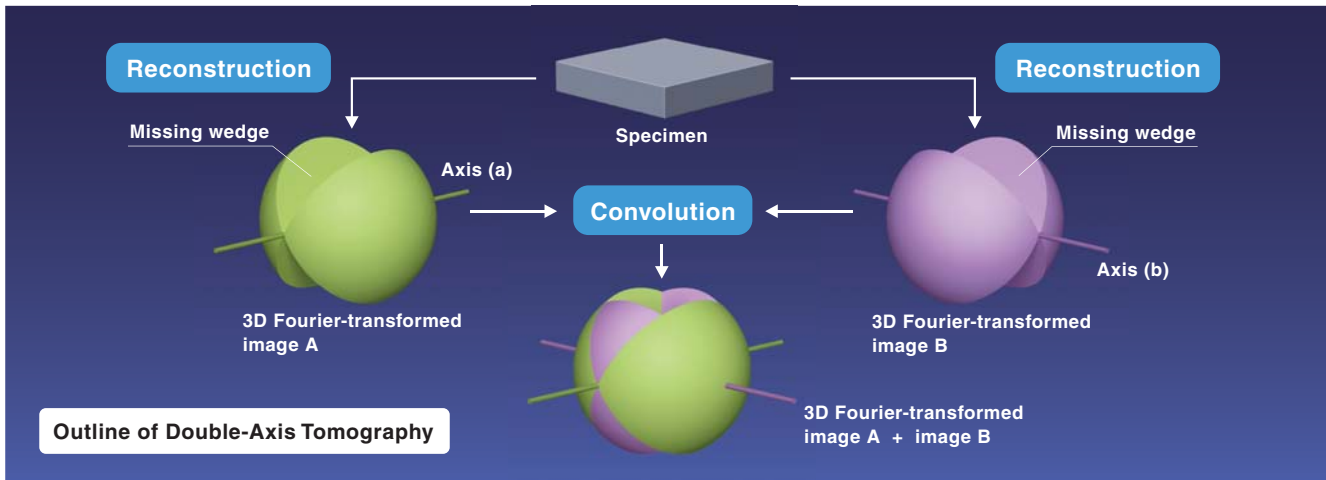 Reconstruction
Reconstruction
Specimen
Missing wedge
Missing wedge
Axis (a)
Convolution
Axis (b)
3D Fourier-transformed
image A
3D Fourier-transformed
image B
3D Fourier-transformed
image A + image B
Outline of Double-Axis Tomography